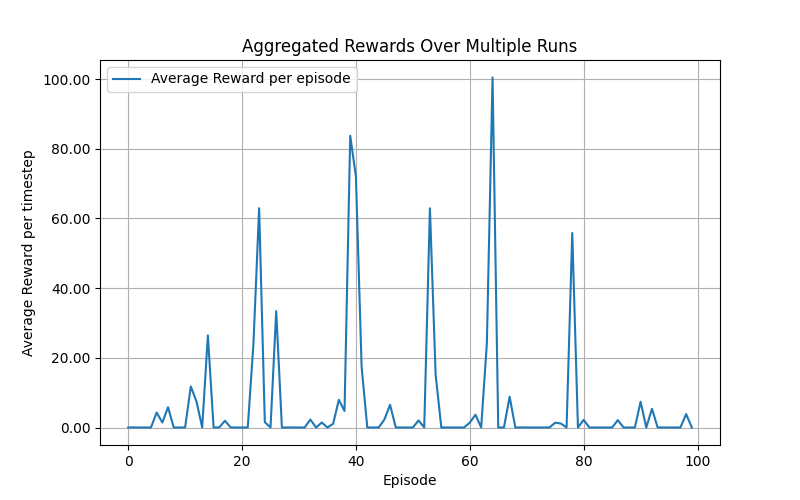 Aggregated Rewards Over Multiple Runs
Average Reward per episode
Average Reward per timestep
100.00
80.00
60.00
40.00
20.00
0.00
0 20 40 60 80 100
Episode